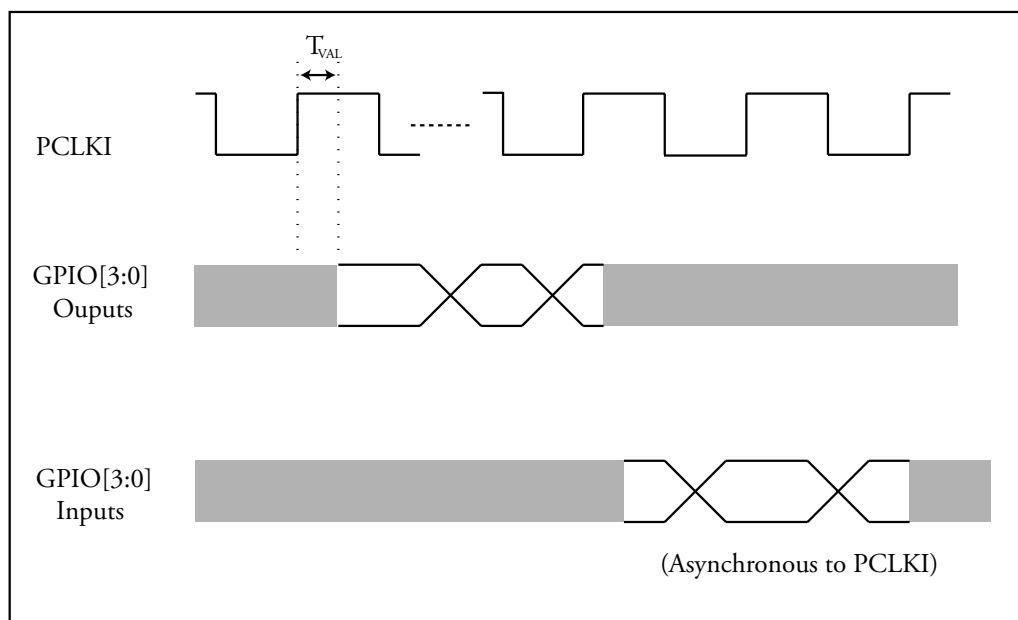 TVAL
PCLKI
GPIO[3:0]
Ouputs
GPIO[3:0]
Inputs
(Asynchronous to PCLKI)